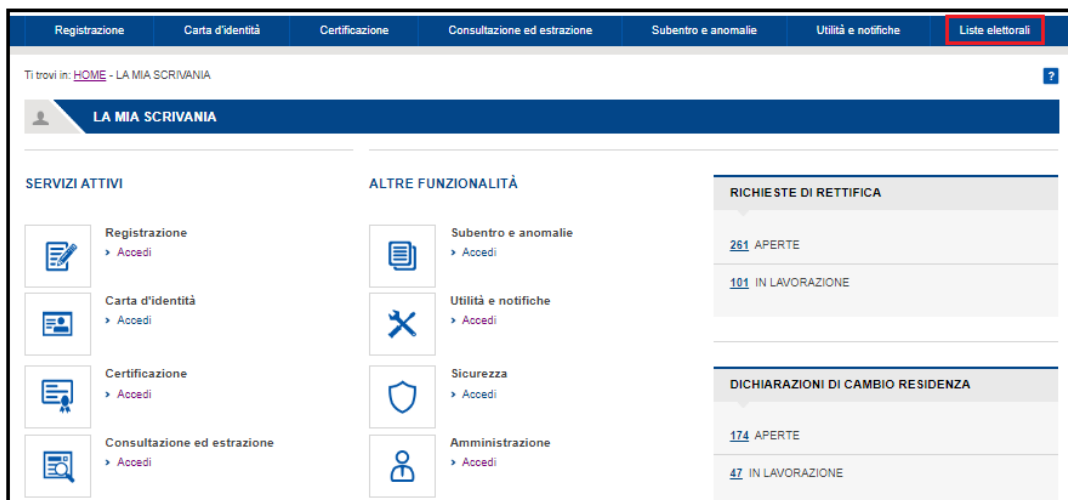 Registrazione Carta d'identità Certificazione Consultazione ed estrazione Subentro e anomalie Utilità e notifiche Liste elettorali
Ti trovi in: HOME - LA MIA SCRIVANIA
?
LA MIA SCRIVANIA
SERVIZI ATTIVI
Registrazione
› Accedi
Carta d'identità
› Accedi
Certificazione
› Accedi
Consultazione ed estrazione
› Accedi
ALTRE FUNZIONALITÀ
Subentro e anomalie
› Accedi
Utilità e notifiche
› Accedi
Sicurezza
› Accedi
Amministrazione
› Accedi
RICHIESTE DI RETTIFICA
261 APERTE
101 IN LAVORAZIONE
DICHIARAZIONI DI CAMBIO RESIDENZA
174 APERTE
47 IN LAVORAZIONE